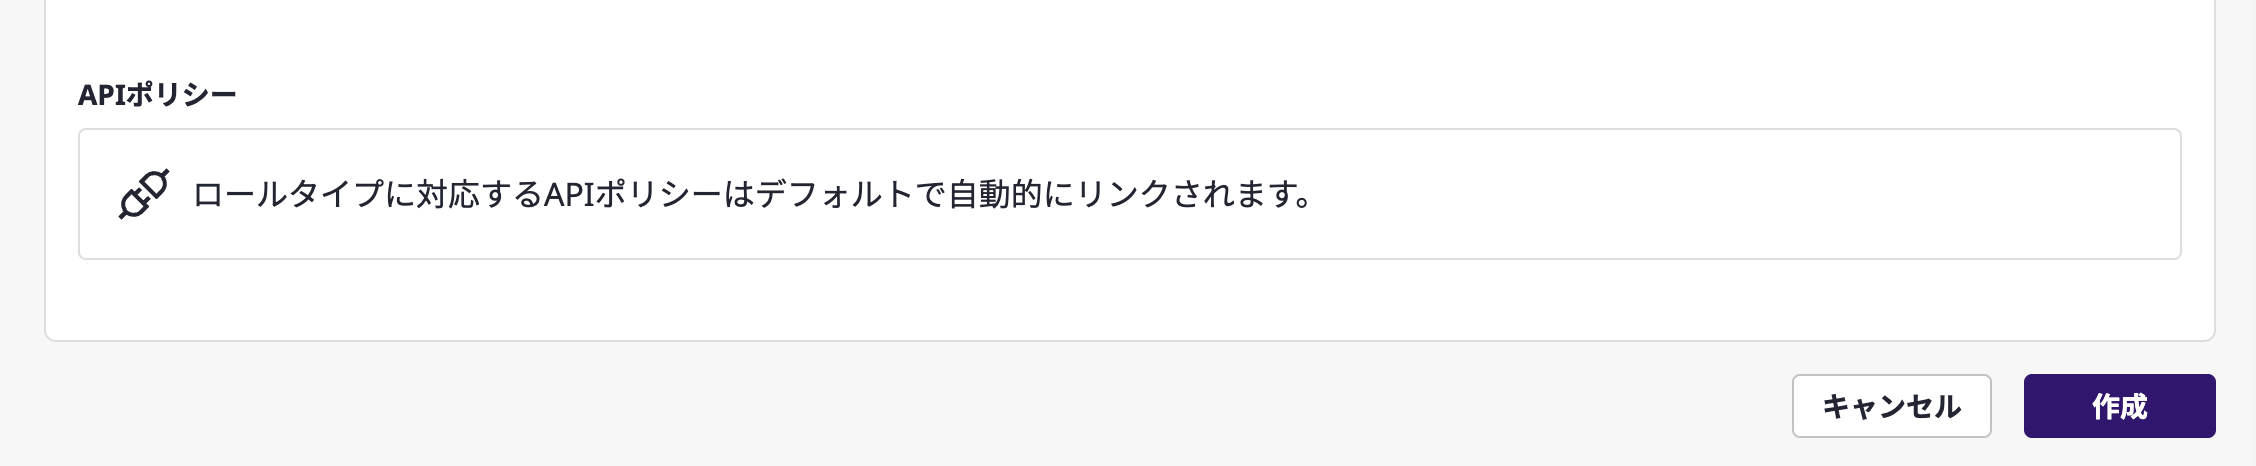 APIポリシー
ロールタイプに対応するAPIポリシーはデフォルトで自動的にリンクされます。
キャンセル
作成